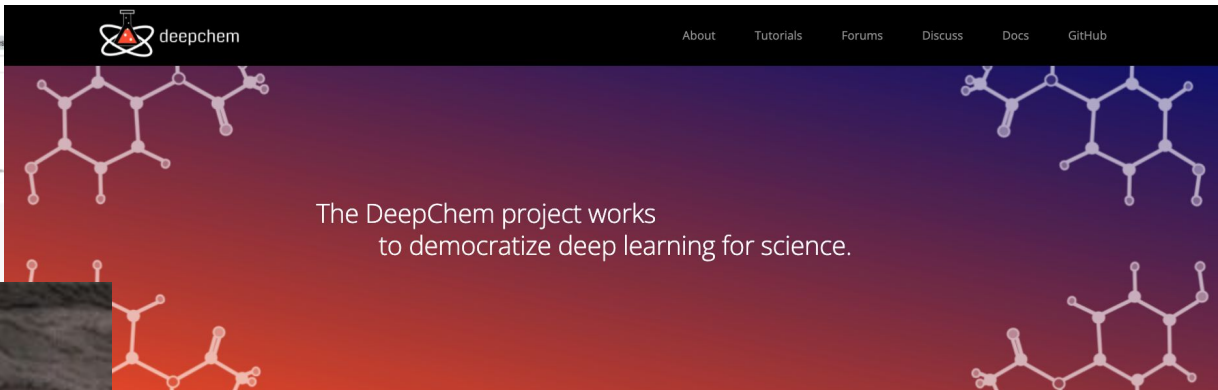 deepchem
About Tutorials Forums Discuss Docs GitHub
The DeepChem project works
to democratize deep learning for science.